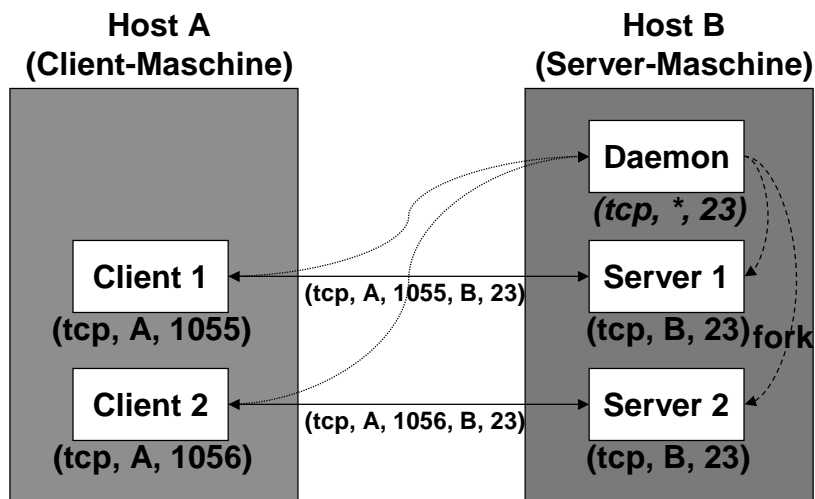 Host A
(Client-Maschine)
Host B
(Server-Maschine)
Daemon
(tcp, *, 23)
Client 1
(tcp, A, 1055)
(tcp, A, 1055, B, 23)
Server 1
(tcp, B, 23)
fork
Client 2
(tcp, A, 1056)
(tcp, A, 1056, B, 23)
Server 2
(tcp, B, 23)